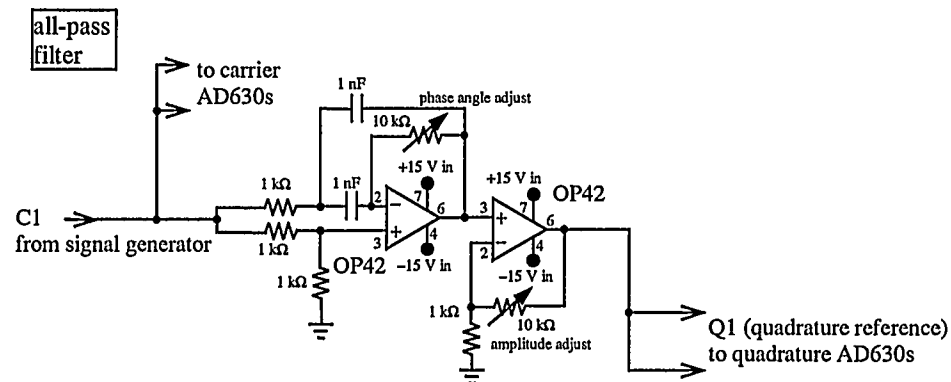 all-pass
filter
to carrier
AD630s
1 nF
phase angle adjust
10 kΩ
+15 V in
1 kΩ
1 nF
2
−
7
6
+
3
4
OP42
−15 V in
C1
from signal generator
1 kΩ
1 kΩ
+15 V in
OP42
3
+
7
6
−
2
4
−15 V in
1 kΩ
10 kΩ
amplitude adjust
Q1 (quadrature reference)
to quadrature AD630s